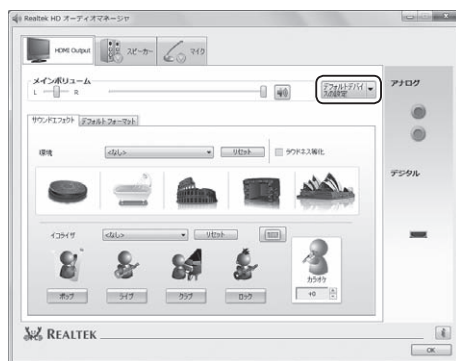 Realtek HD オーディオマネージャ
HDMI Output
スピーカー
マイク
メインボリューム
L
R
デフォルトデバイ
スの設定
アナログ
サウンドエフェクト
デフォルト フォーマット
環境
<なし>
リセット
ラウドネス等化
デジタル
イコライザ
<なし>
リセット
ポップ
ライブ
クラブ
ロック
カラオケ
+0
REALTEK
OK